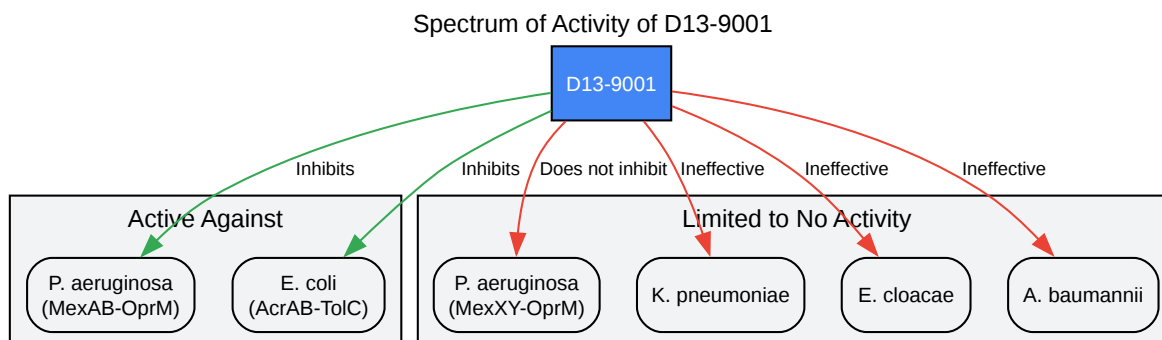 Spectrum of Activity of D13-9001
D13-9001
Inhibits
Inhibits
Does not inhibit
Ineffective
Ineffective
Ineffective
Active Against
Limited to No Activity
P. aeruginosa
(MexAB-OprM)
E. coli
(AcrAB-TolC)
P. aeruginosa
(MexXY-OprM)
K. pneumoniae
E. cloacae
A. baumannii